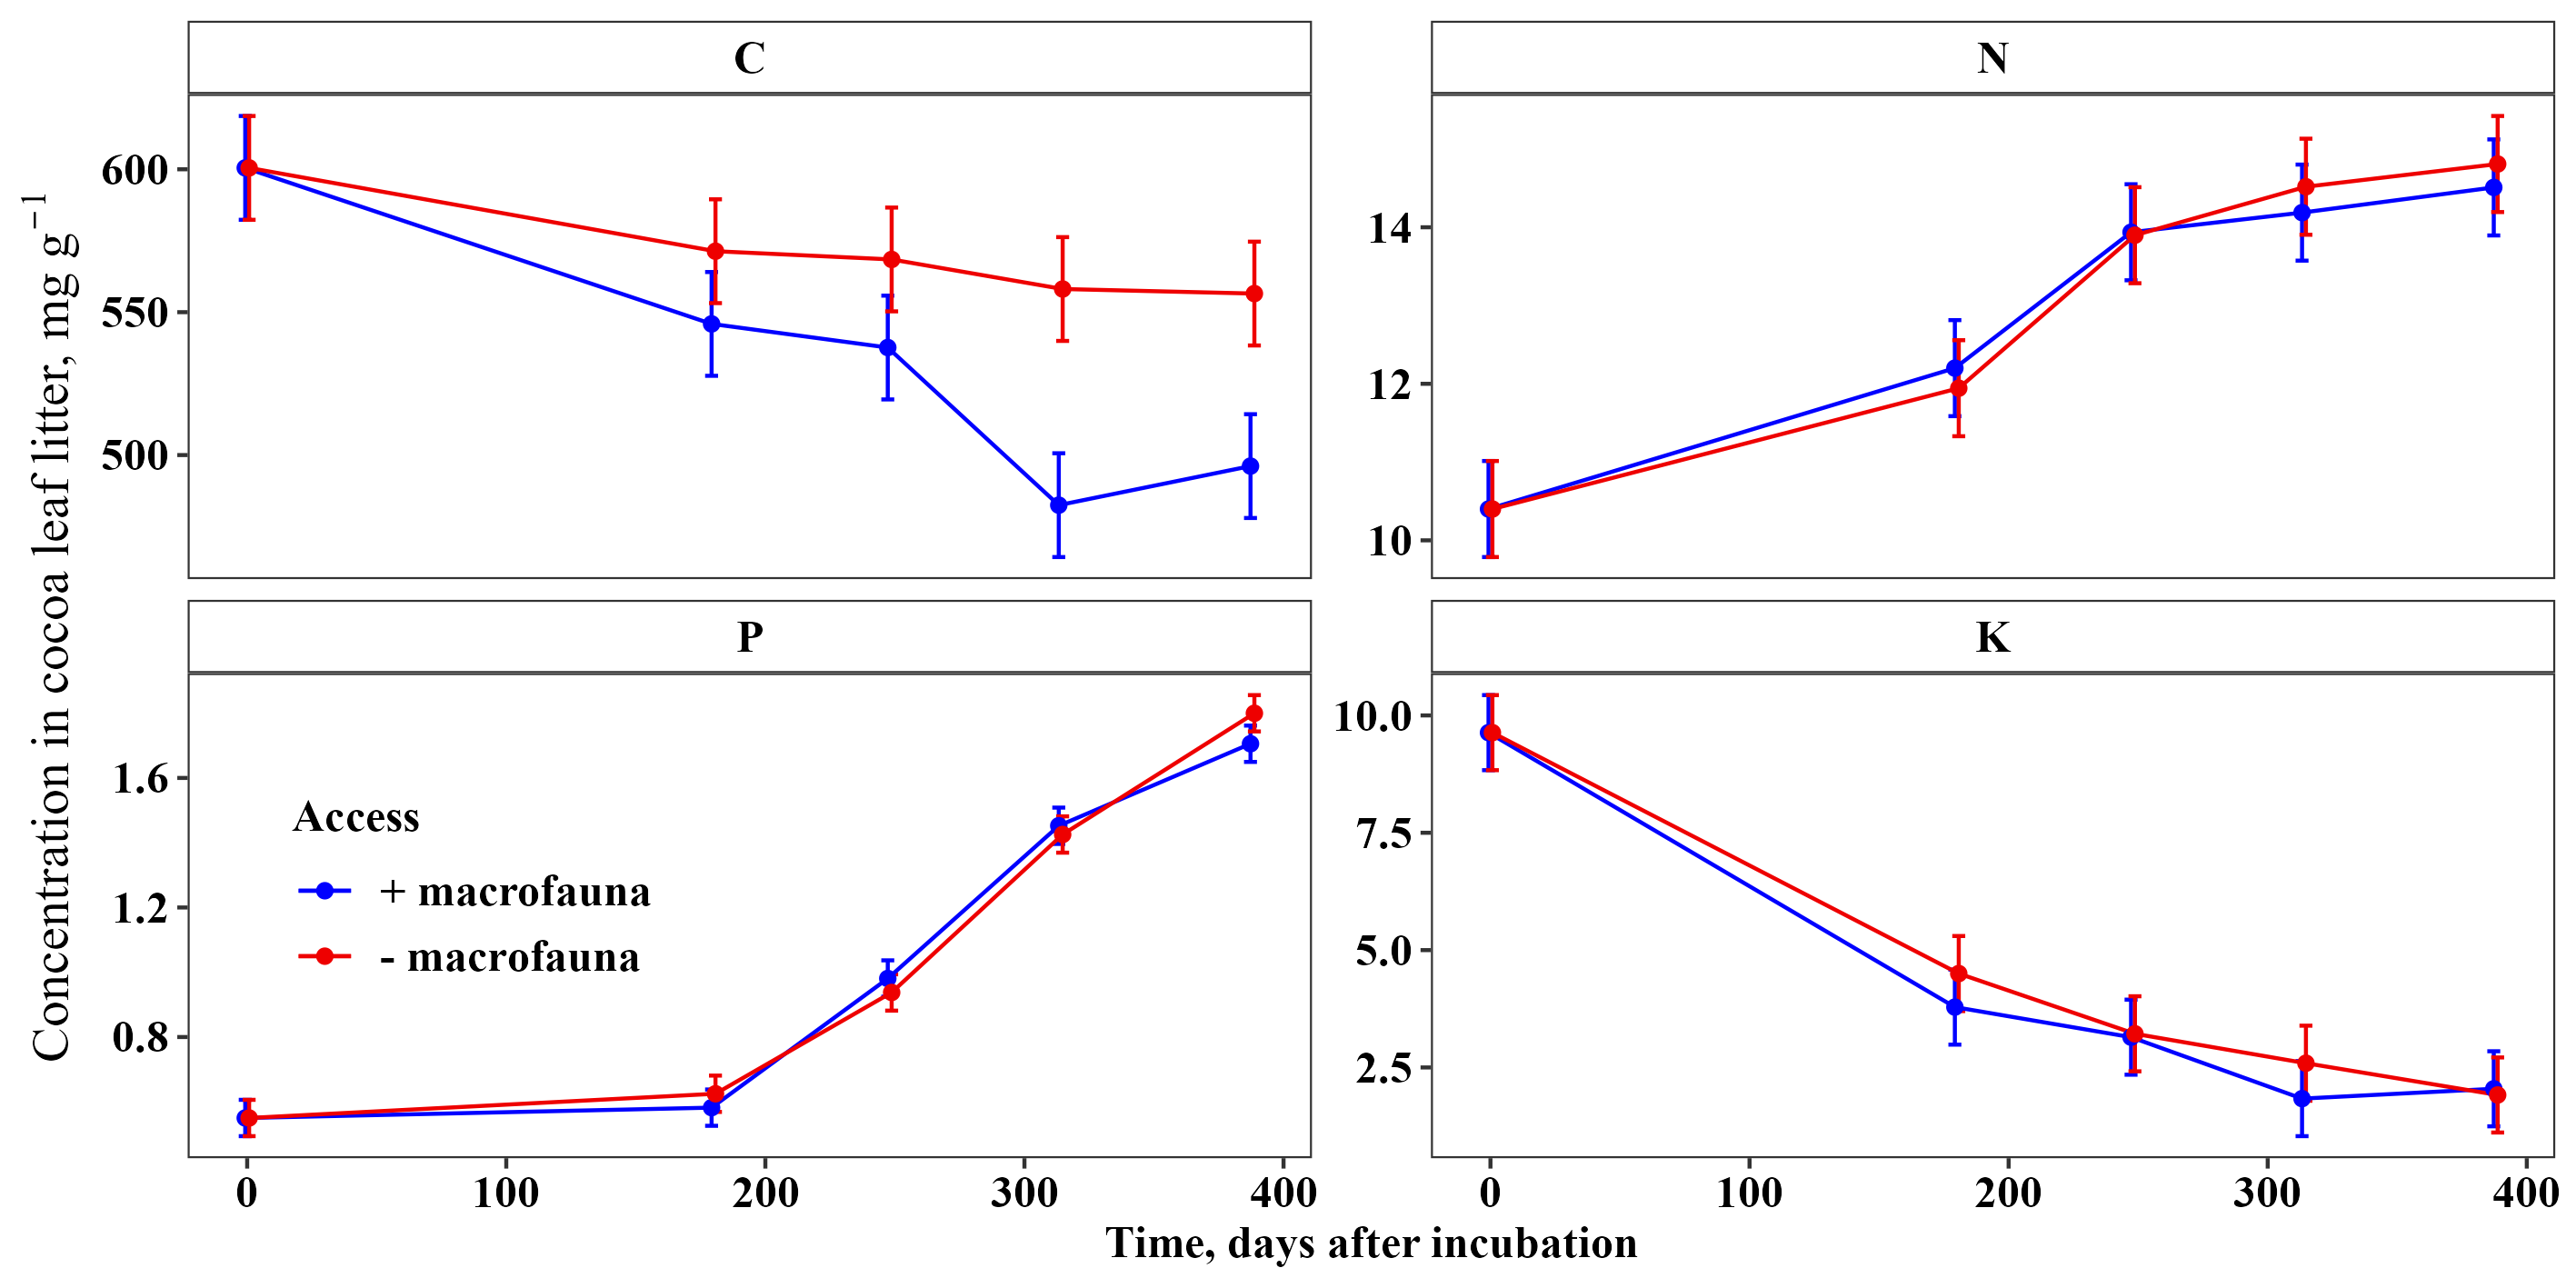 C
N
600
550
500
14
12
10
Concentration in cocoa leaf litter, mg g⁻¹
P
K
1.6
1.2
0.8
Access
+ macrofauna
- macrofauna
10.0
7.5
5.0
2.5
0 100 200 300 400
0 100 200 300 400
Time, days after incubation